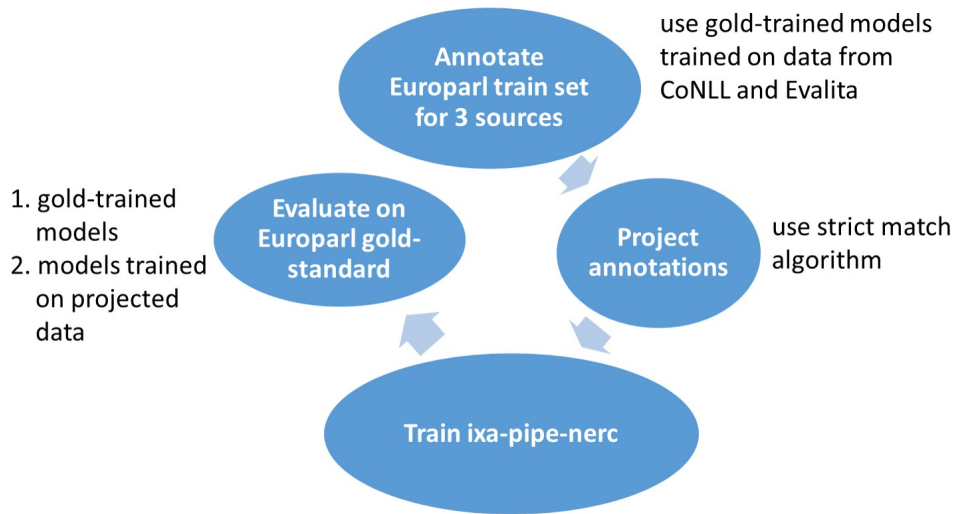 Annotate
Europarl train set
for 3 sources
use gold-trained models
trained on data from
CoNLL and Evalita
Project
annotations
use strict match
algorithm
Train ixa-pipe-nerc
Evaluate on
Europarl gold-
standard
1. gold-trained
models
2. models trained
on projected
data